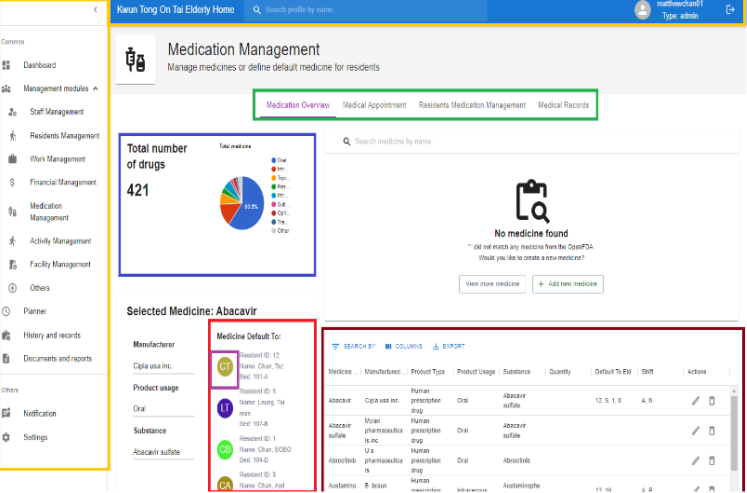 Kwun Tong On Tai Elderly Home
Search profile by name...
matthewchan01
Type: admin
Common
Dashboard
Management modules
Staff Management
Residents Management
Work Management
$ Financial Management
Medication
Management
Activity Management
Facility Management
Others
Planner
History and records
Documents and reports
Others
Notification
Settings
Medication Management
Manage medicines or define default medicine for residents
Medication Overview Medical Appointment Residents Medication Management Medical Records
Total number
of drugs
421
Total medicine
60.5%
Oral
Intr...
Topi...
Res...
Intr...
Sub...
Oph...
Tra...
Other
Search medicine by name
No medicine found
"" did not match any medicine from the OpenFDA
Would you like to create a new medicine?
View more medicine
+ Add new medicine
Selected Medicine: Abacavir
Manufacturer
Cipla usa inc.
Product usage
Oral
Substance
Abacavir sulfate
Medicine Default To:
CT
Resident ID: 12
Name: Chan, Tez
Bed: 101-A
LT
Resident ID: 5
Name: Leung, Tai
man
Bed: 107-B
CB
Resident ID: 1
Name: Chan, BOBO
Bed: 104-D
CA
Resident ID: 8
Name: Chan, Asd
SEARCH BY COLUMNS EXPORT
Medicine ... Manufactured... Product Type Product Usage Substance Quantity Default To Eld Shift Actions
Abacavir Cipla usa inc. Human
prescription
drug Oral Abacavir
sulfate 12, 5, 1, 8 A, N
Abacavir
sulfate Mylan
pharmaceutica
ls inc. Human
prescription
drug Oral Abacavir
sulfate
Abrocitinib U.s.
pharmaceutica
ls Human
prescription
drug Oral Abrocitinib
Acetamino B. braun Human
prescription Intravenous Acetaminophe 12, 10 A, P